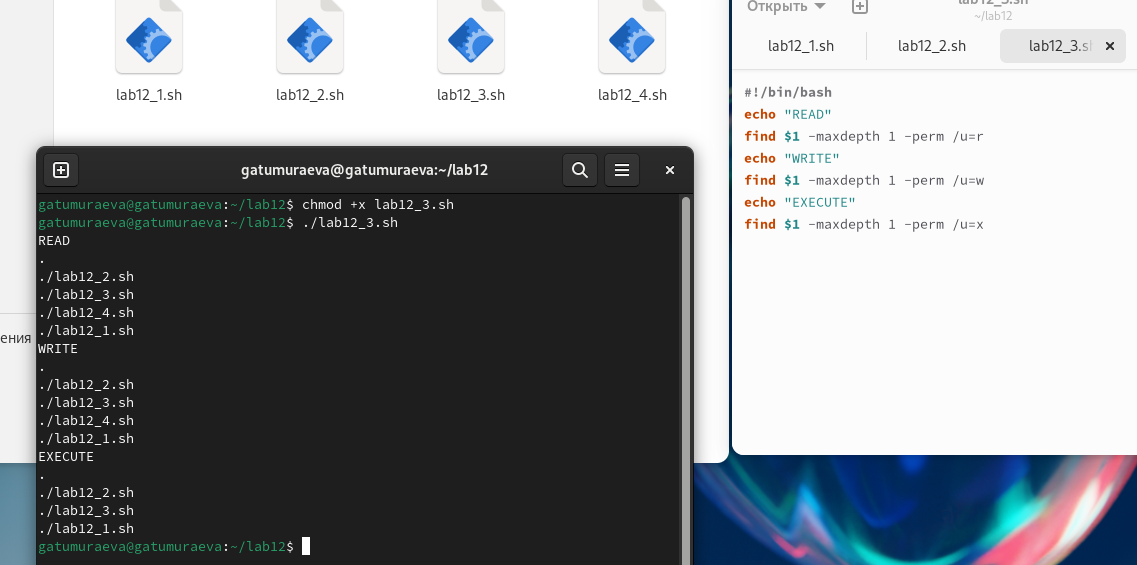 lab12_1.sh
lab12_2.sh
lab12_3.sh
lab12_4.sh
ения
gatumuraeva@gatumuraeva:~/lab12
gatumuraeva@gatumuraeva:~/lab12$ chmod +x lab12_3.sh
gatumuraeva@gatumuraeva:~/lab12$ ./lab12_3.sh
READ
.
./lab12_2.sh
./lab12_3.sh
./lab12_4.sh
./lab12_1.sh
WRITE
.
./lab12_2.sh
./lab12_3.sh
./lab12_4.sh
./lab12_1.sh
EXECUTE
.
./lab12_2.sh
./lab12_3.sh
./lab12_1.sh
gatumuraeva@gatumuraeva:~/lab12$
Открыть
lab12_3.sh
~/lab12
lab12_1.sh
lab12_2.sh
lab12_3.sh
#!/bin/bash
echo "READ"
find $1 -maxdepth 1 -perm /u=r
echo "WRITE"
find $1 -maxdepth 1 -perm /u=w
echo "EXECUTE"
find $1 -maxdepth 1 -perm /u=x